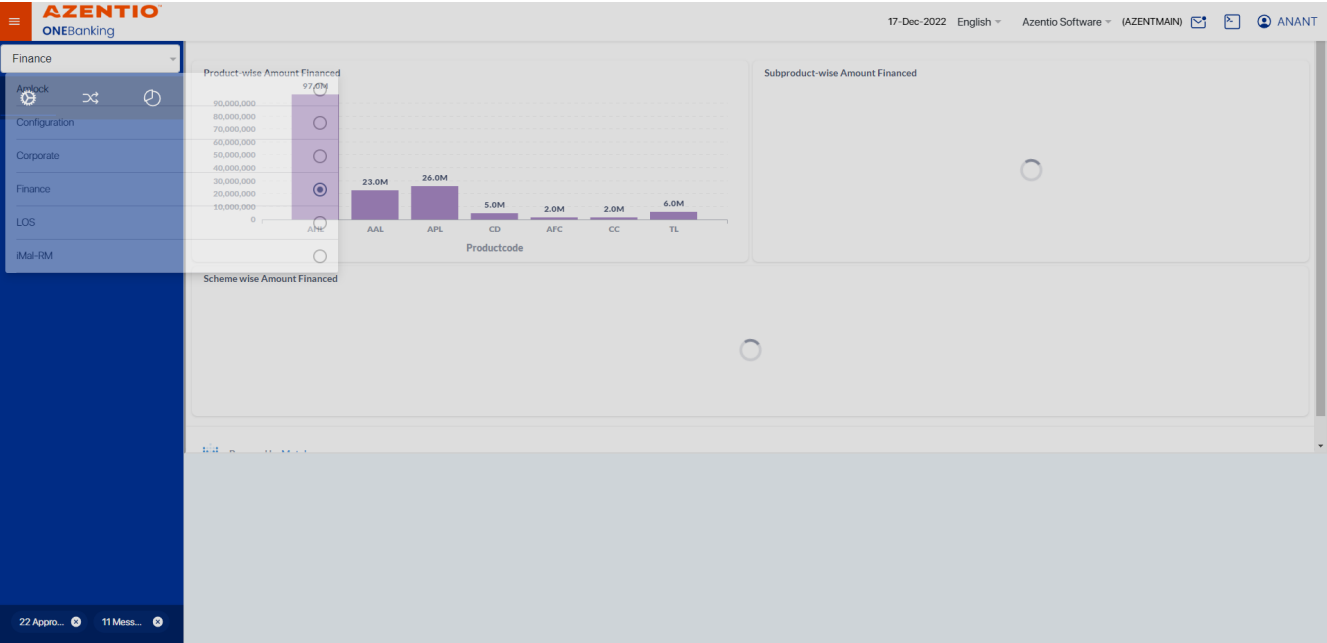 AZENTIO
ONEBanking
17-Dec-2022 English Azentio Software (AZENTMAIN) ANANT
Finance
Amlock
Configuration
Corporate
Finance
LOS
iMal-RM
Product-wise Amount Financed
97.0M
90,000,000
80,000,000
70,000,000
60,000,000
50,000,000
40,000,000
30,000,000
20,000,000
10,000,000
0
23.0M
26.0M
5.0M
2.0M
2.0M
6.0M
AAL APL CD AFC CC TL
Productcode
Subproduct-wise Amount Financed
Scheme wise Amount Financed
22 Appro...
11 Mess...